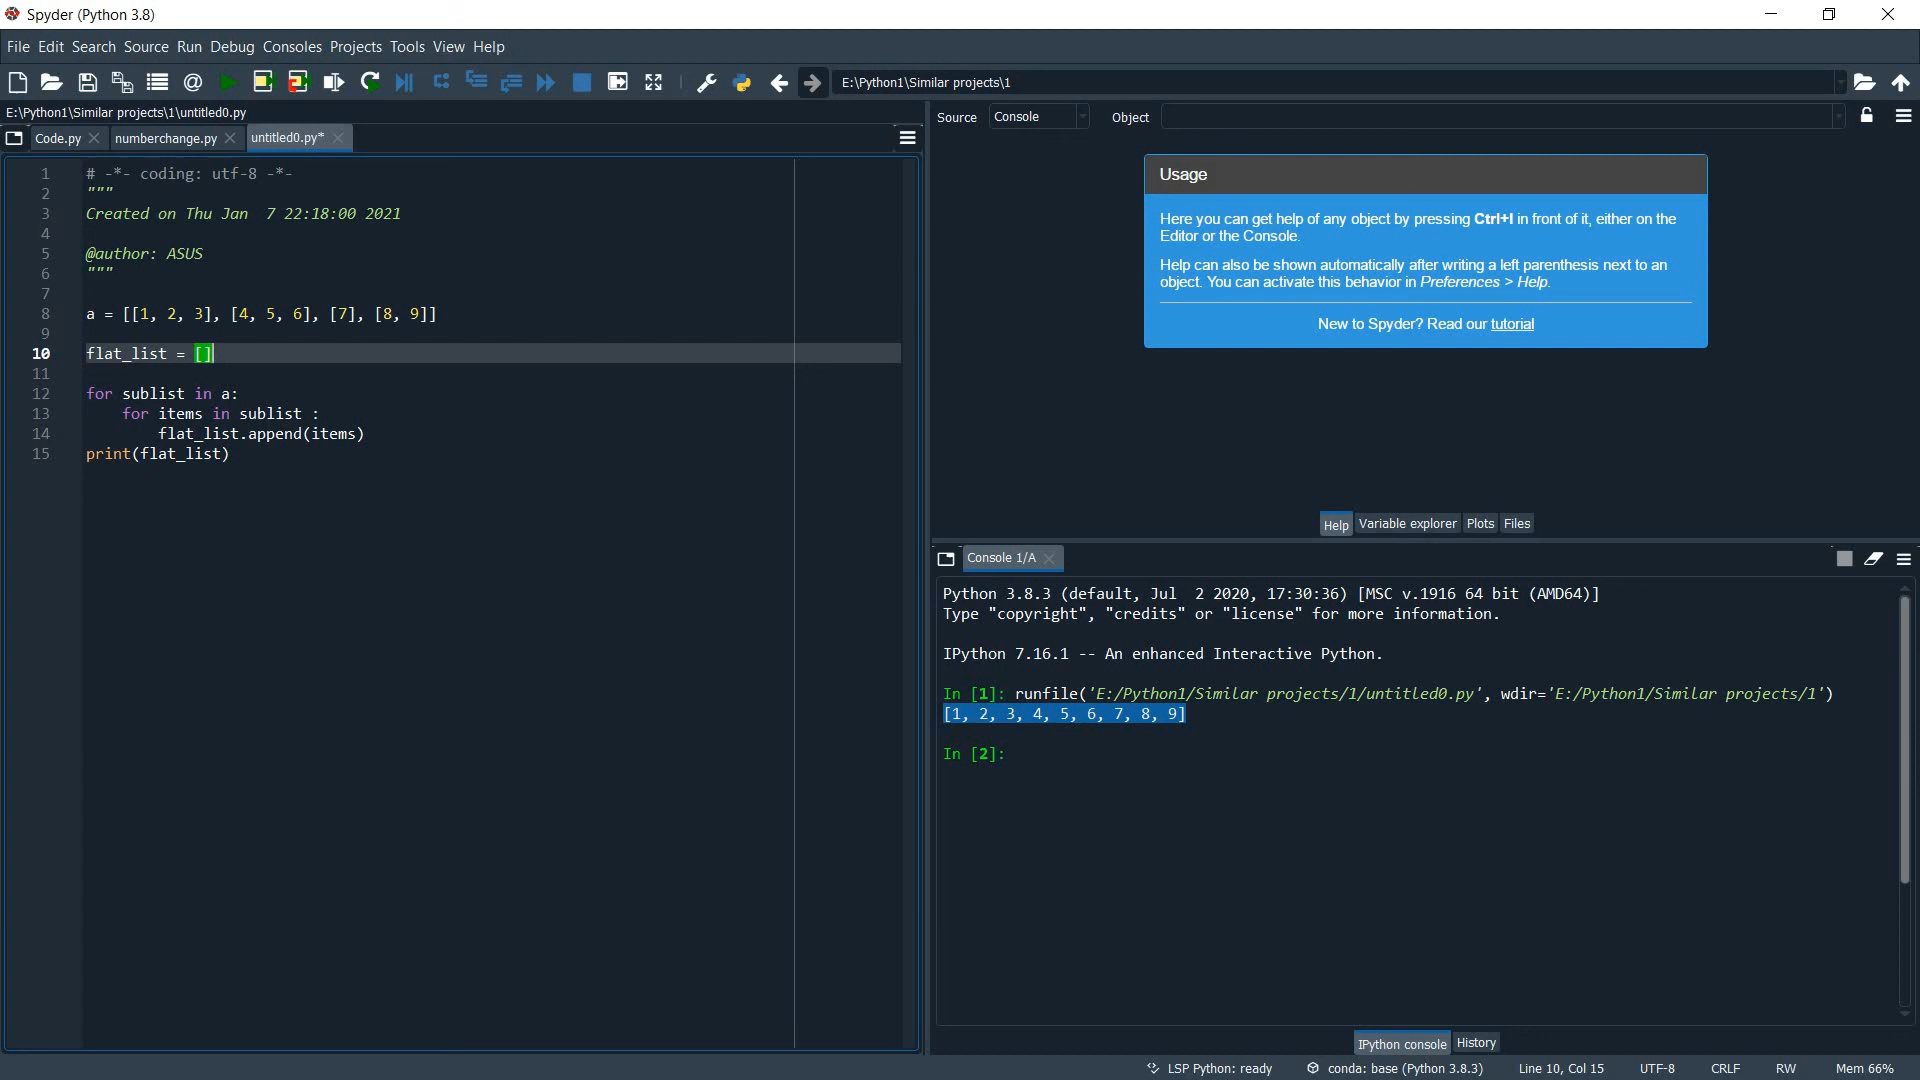 Spyder (Python 3.8)
File Edit Search Source Run Debug Consoles Projects Tools View Help
E:\Python1\Similar projects\1
E:\Python1\Similar projects\1\untitled0.py
Code.py numberchange.py untitled0.py*
1 # -*- coding: utf-8 -*-
2 """
3 Created on Thu Jan  7 22:18:00 2021
4
5 @author: ASUS
6 """
7
8 a = [[1, 2, 3], [4, 5, 6], [7], [8, 9]]
9
10 flat_list = []
11
12 for sublist in a:
13     for items in sublist :
14         flat_list.append(items)
15 print(flat_list)
Source Console Object
Usage
Here you can get help of any object by pressing Ctrl+I in front of it, either on the
Editor or the Console.
Help can also be shown automatically after writing a left parenthesis next to an
object. You can activate this behavior in Preferences > Help.
New to Spyder? Read our tutorial
Help Variable explorer Plots Files
Console 1/A
Python 3.8.3 (default, Jul  2 2020, 17:30:36) [MSC v.1916 64 bit (AMD64)]
Type "copyright", "credits" or "license" for more information.
IPython 7.16.1 -- An enhanced Interactive Python.
In [1]: runfile('E:/Python1/Similar projects/1/untitled0.py', wdir='E:/Python1/Similar projects/1')
[1, 2, 3, 4, 5, 6, 7, 8, 9]
In [2]:
IPython console History
LSP Python: ready conda: base (Python 3.8.3) Line 10, Col 15 UTF-8 CRLF RW Mem 66%